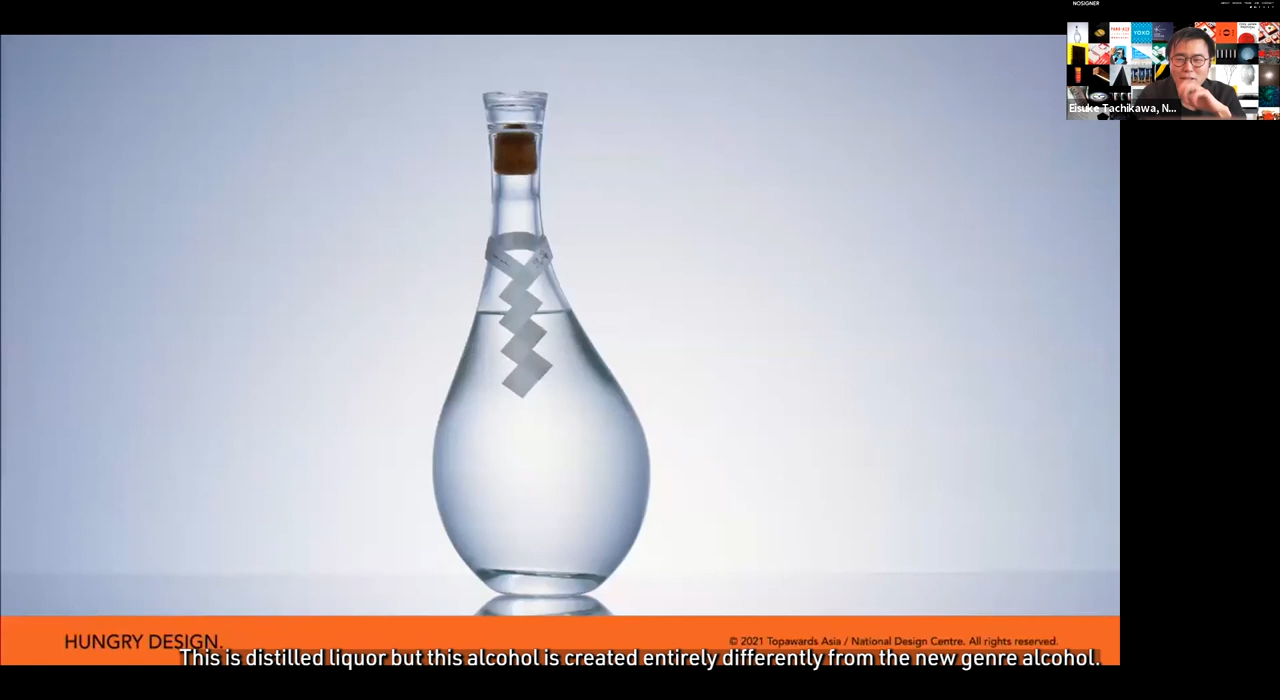 NOSIGNER
YOXO
Eisuke Tachikawa, N...
HUNGRY DESIGN.
© 2021 Topawards Asia / National Design Centre. All rights reserved.
This is distilled liquor but this alcohol is created entirely differently from the new genre alcohol.